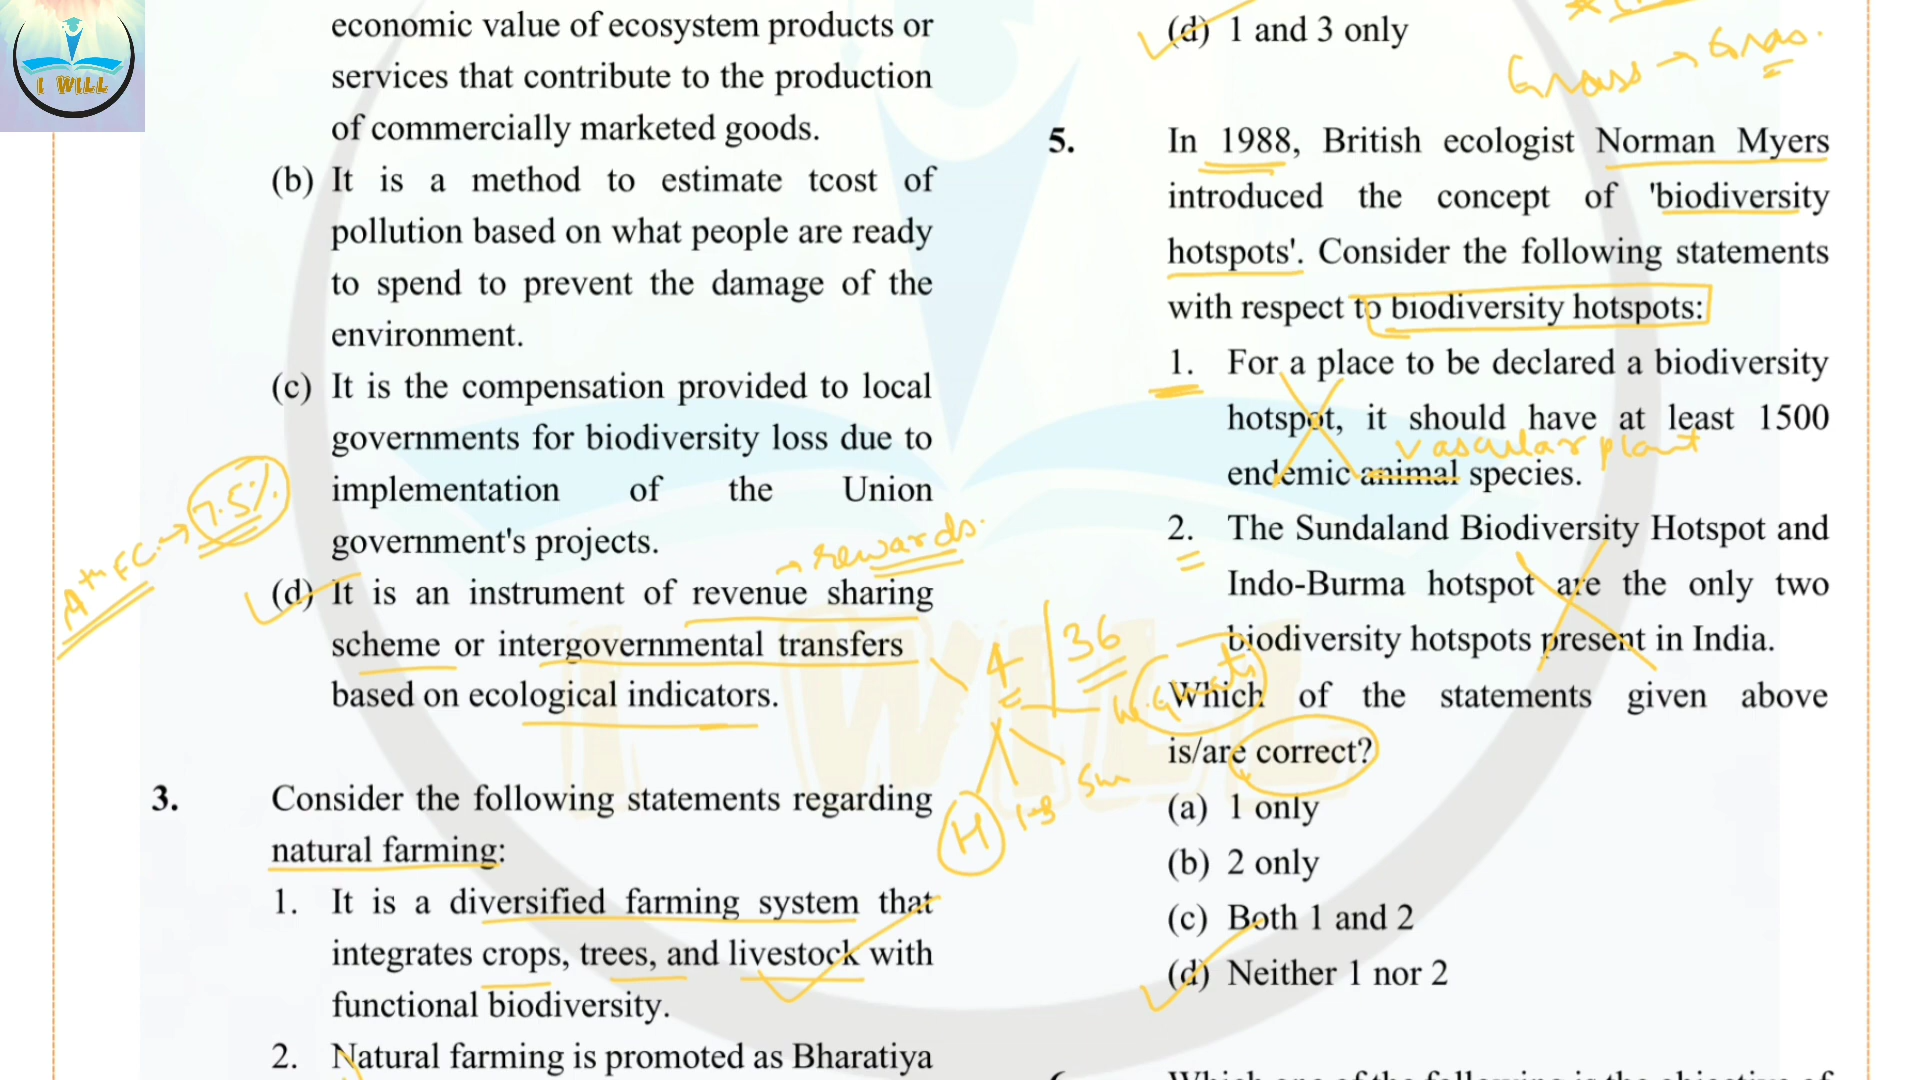 I WILL
economic value of ecosystem products or
services that contribute to the production
of commercially marketed goods.
(b) It is a method to estimate tcost of
pollution based on what people are ready
to spend to prevent the damage of the
environment.
(c) It is the compensation provided to local
governments for biodiversity loss due to
implementation of the Union
government's projects.
(d) It is an instrument of revenue sharing
scheme or intergovernmental transfers
based on ecological indicators.
→ rewards.
FC → 7.5%
3. Consider the following statements regarding
natural farming:
1. It is a diversified farming system that
integrates crops, trees, and livestock with
functional biodiversity.
2. Natural farming is promoted as Bharatiya
(d) 1 and 3 only
5. In 1988, British ecologist Norman Myers
introduced the concept of 'biodiversity
hotspots'. Consider the following statements
with respect to biodiversity hotspots:
1. For a place to be declared a biodiversity
hotspot, it should have at least 1500
vascular plant
endemic animal species.
2. The Sundaland Biodiversity Hotspot and
Indo-Burma hotspot are the only two
biodiversity hotspots present in India.
4 36
W. Ghats
H I-B Sun
Which of the statements given above
is/are correct?
(a) 1 only
(b) 2 only
(c) Both 1 and 2
(d) Neither 1 nor 2
I WILL